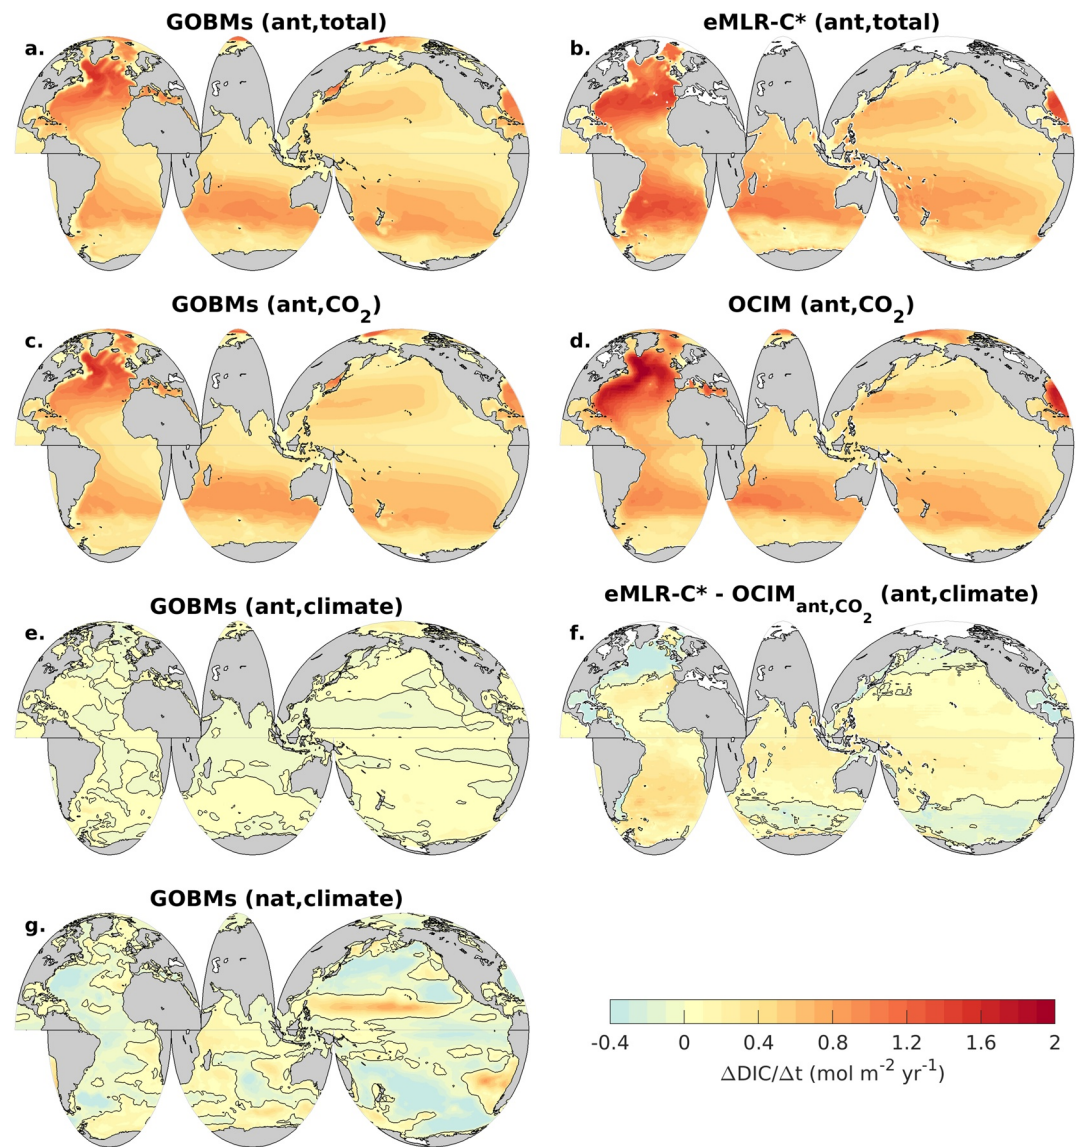 GOBMs (ant,total)
a.
eMLR-C* (ant,total)
b.
GOBMs (ant,CO₂)
c.
OCIM (ant,CO₂)
d.
GOBMs (ant,climate)
e.
eMLR-C* - OCIM_ant,CO₂ (ant,climate)
f.
GOBMs (nat,climate)
g.
-0.4 0 0.4 0.8 1.2 1.6 2
ΔDIC/Δt (mol m⁻² yr⁻¹)